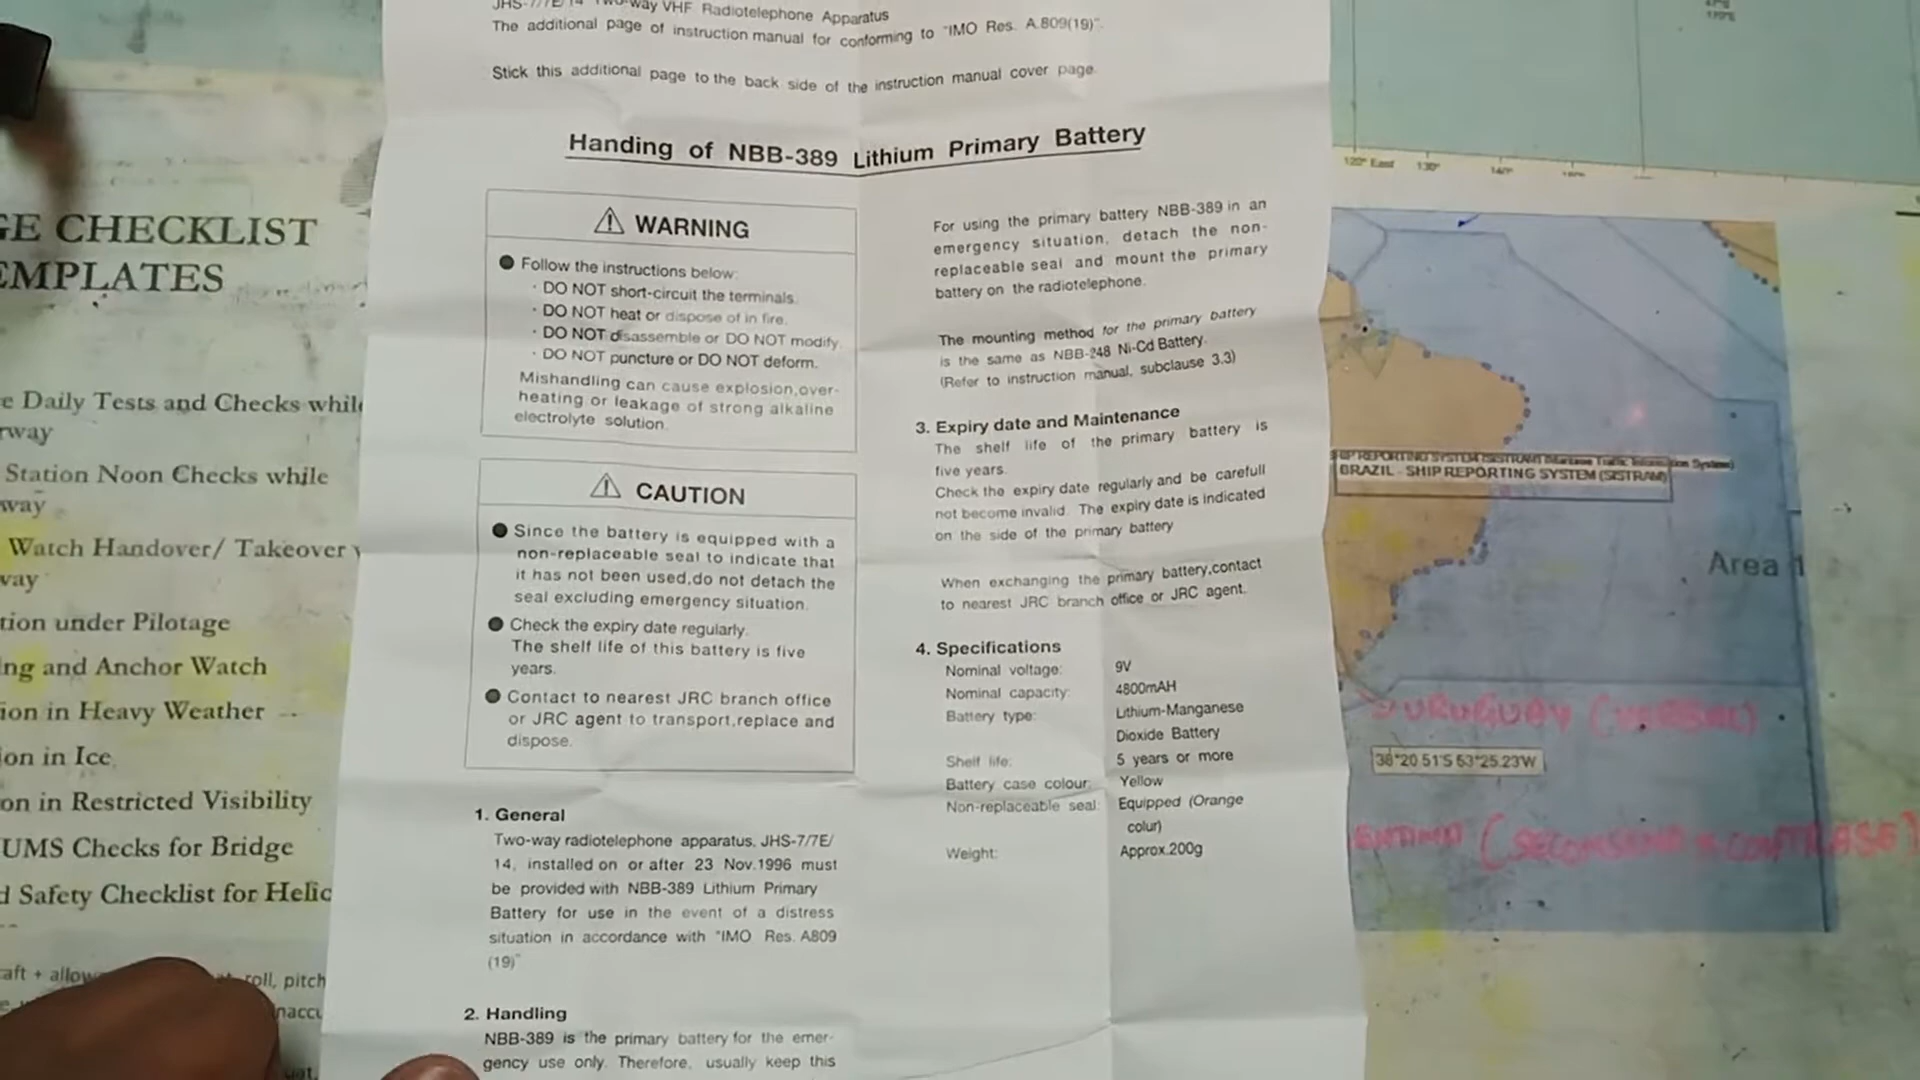 JHS-7/7E/14 Two-way VHF Radiotelephone Apparatus
The additional page of instruction manual for conforming to "IMO Res. A.809(19)".
Stick this additional page to the back side of the instruction manual cover page.
Handing of NBB-389 Lithium Primary Battery
WARNING
● Follow the instructions below:
· DO NOT short-circuit the terminals.
· DO NOT heat or dispose of in fire.
· DO NOT disassemble or DO NOT modify.
· DO NOT puncture or DO NOT deform.
Mishandling can cause explosion,over-
heating or leakage of strong alkaline
electrolyte solution.
CAUTION
● Since the battery is equipped with a
non-replaceable seal to indicate that
it has not been used,do not detach the
seal excluding emergency situation.
● Check the expiry date regularly.
The shelf life of this battery is five
years.
● Contact to nearest JRC branch office
or JRC agent to transport,replace and
dispose.
1. General
Two-way radiotelephone apparatus, JHS-7/7E/
14, installed on or after 23 Nov.1996 must
be provided with NBB-389 Lithium Primary
Battery for use in the event of a distress
situation in accordance with "IMO Res. A809
(19)"
2. Handling
NBB-389 is the primary battery for the emer-
gency use only. Therefore, usually keep this
For using the primary battery NBB-389 in an
emergency situation, detach the non-
replaceable seal and mount the primary
battery on the radiotelephone.
The mounting method for the primary battery
is the same as NBB-248 Ni-Cd Battery.
(Refer to instruction manual, subclause 3.3)
3. Expiry date and Maintenance
The shelf life of the primary battery is
five years.
Check the expiry date regularly and be carefull
not become invalid. The expiry date is indicated
on the side of the primary battery
When exchanging the primary battery,contact
to nearest JRC branch office or JRC agent.
4. Specifications
Nominal voltage: 9V
Nominal capacity: 4800mAH
Battery type: Lithium-Manganese
Dioxide Battery
Shelf life: 5 years or more
Battery case colour: Yellow
Non-replaceable seal: Equipped (Orange
colur)
Weight: Approx.200g
GE CHECKLIST
EMPLATES
e Daily Tests and Checks while
rway
Station Noon Checks while
way
Watch Handover/ Takeover
way
tion under Pilotage
ng and Anchor Watch
ion in Heavy Weather
on in Ice
on in Restricted Visibility
UMS Checks for Bridge
d Safety Checklist for Helic
aft + allow
roll, pitch
120° East 130° 140°
BRAZIL - SHIP REPORTING SYSTEM (SISTRAM)
Area 1
URUGUAY
38°20 51'S 53°25.23'W